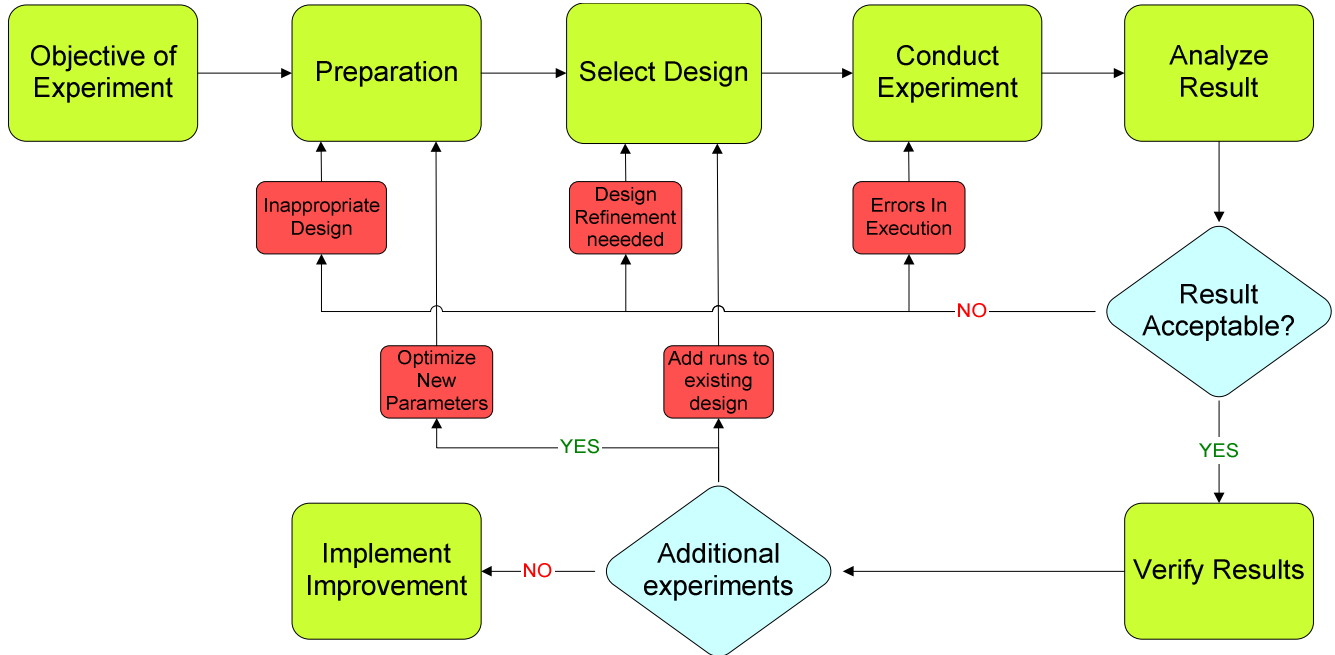 Objective of
Experiment
Preparation
Select Design
Conduct
Experiment
Analyze
Result
Inappropriate
Design
Design
Refinement
neeeded
Errors In
Execution
Result
Acceptable?
NO
Optimize
New
Parameters
Add runs to
existing
design
YES
YES
Implement
Improvement
NO
Additional
experiments
Verify Results